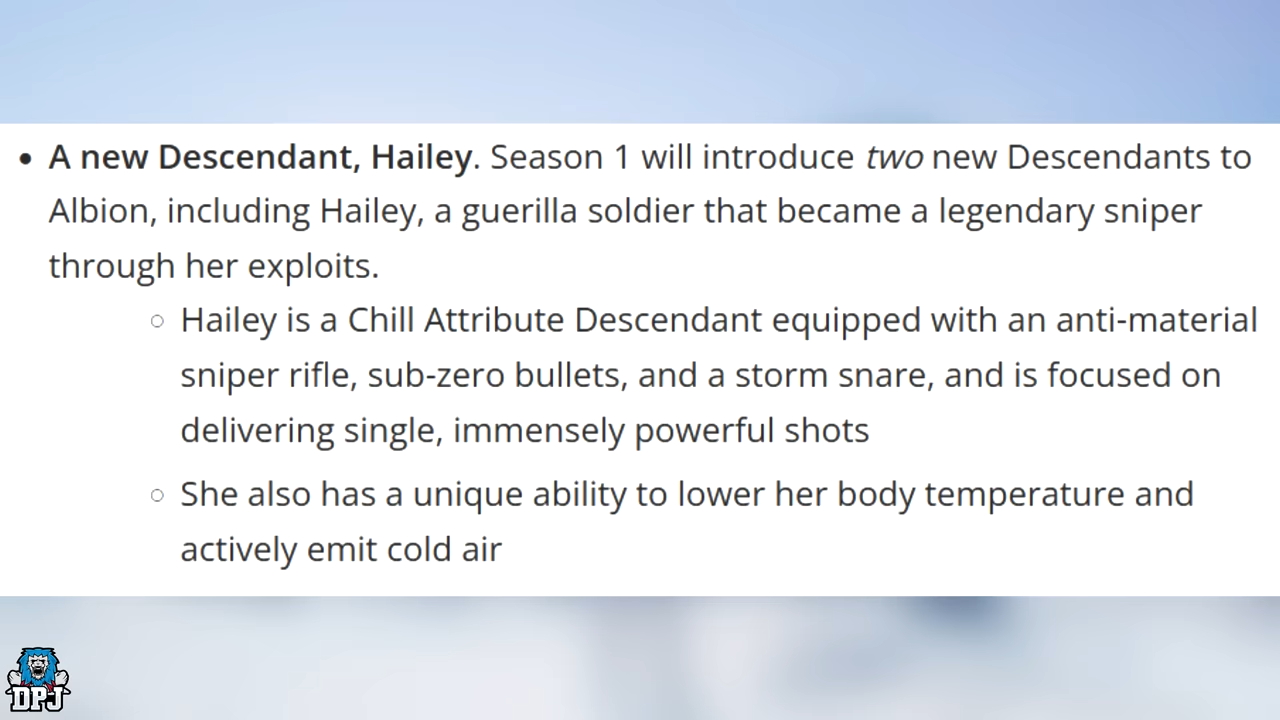 • A new Descendant, Hailey. Season 1 will introduce two new Descendants to
Albion, including Hailey, a guerilla soldier that became a legendary sniper
through her exploits.
○ Hailey is a Chill Attribute Descendant equipped with an anti-material
sniper rifle, sub-zero bullets, and a storm snare, and is focused on
delivering single, immensely powerful shots
○ She also has a unique ability to lower her body temperature and
actively emit cold air
DPJ